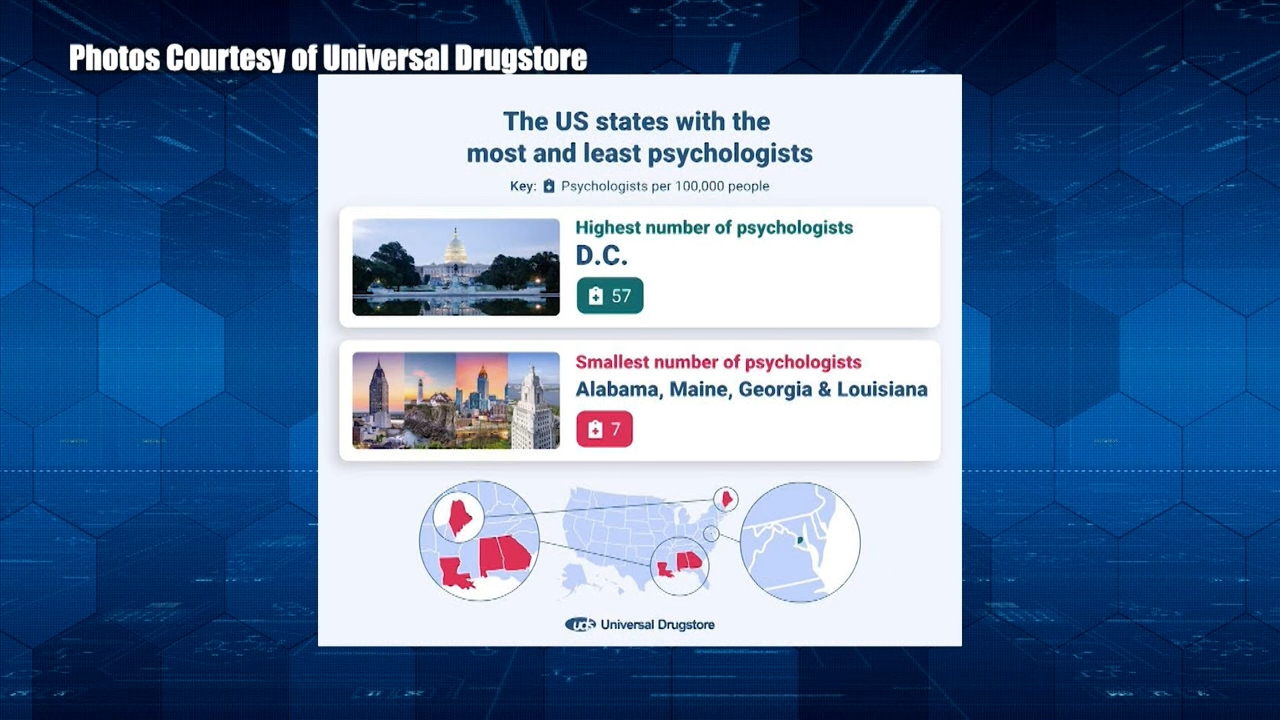 Photos Courtesy of Universal Drugstore
The US states with the
most and least psychologists
Key: Psychologists per 100,000 people
Highest number of psychologists
D.C.
57
Smallest number of psychologists
Alabama, Maine, Georgia & Louisiana
7
uds Universal Drugstore